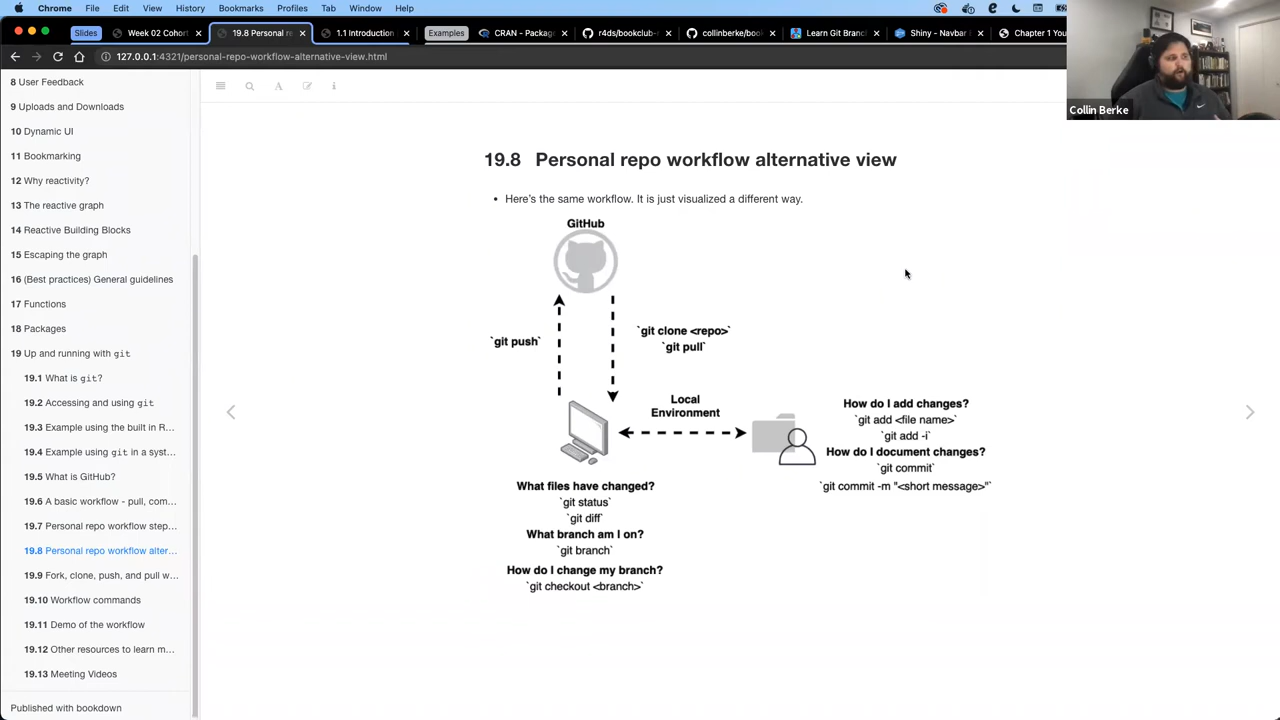 Chrome File Edit View History Bookmarks Profiles Tab Window Help
Slides Week 02 Cohort 19.8 Personal re 1.1 Introduction Examples CRAN - Package r4ds/bookclub- collinberke/boo Learn Git Branch Shiny - Navbar Chapter 1 You
127.0.0.1:4321/personal-repo-workflow-alternative-view.html
Collin Berke
8 User Feedback
9 Uploads and Downloads
10 Dynamic UI
11 Bookmarking
12 Why reactivity?
13 The reactive graph
14 Reactive Building Blocks
15 Escaping the graph
16 (Best practices) General guidelines
17 Functions
18 Packages
19 Up and running with git
19.1 What is git?
19.2 Accessing and using git
19.3 Example using the built in R...
19.4 Example using git in a syst...
19.5 What is GitHub?
19.6 A basic workflow - pull, com...
19.7 Personal repo workflow step...
19.8 Personal repo workflow alter...
19.9 Fork, clone, push, and pull w...
19.10 Workflow commands
19.11 Demo of the workflow
19.12 Other resources to learn m...
19.13 Meeting Videos
Published with bookdown
19.8 Personal repo workflow alternative view
• Here's the same workflow. It is just visualized a different way.
GitHub
`git push`
`git clone <repo>`
`git pull`
Local
Environment
What files have changed?
`git status`
`git diff`
What branch am I on?
`git branch`
How do I change my branch?
`git checkout <branch>`
How do I add changes?
`git add <file name>`
`git add -i`
How do I document changes?
`git commit`
`git commit -m "<short message>"`